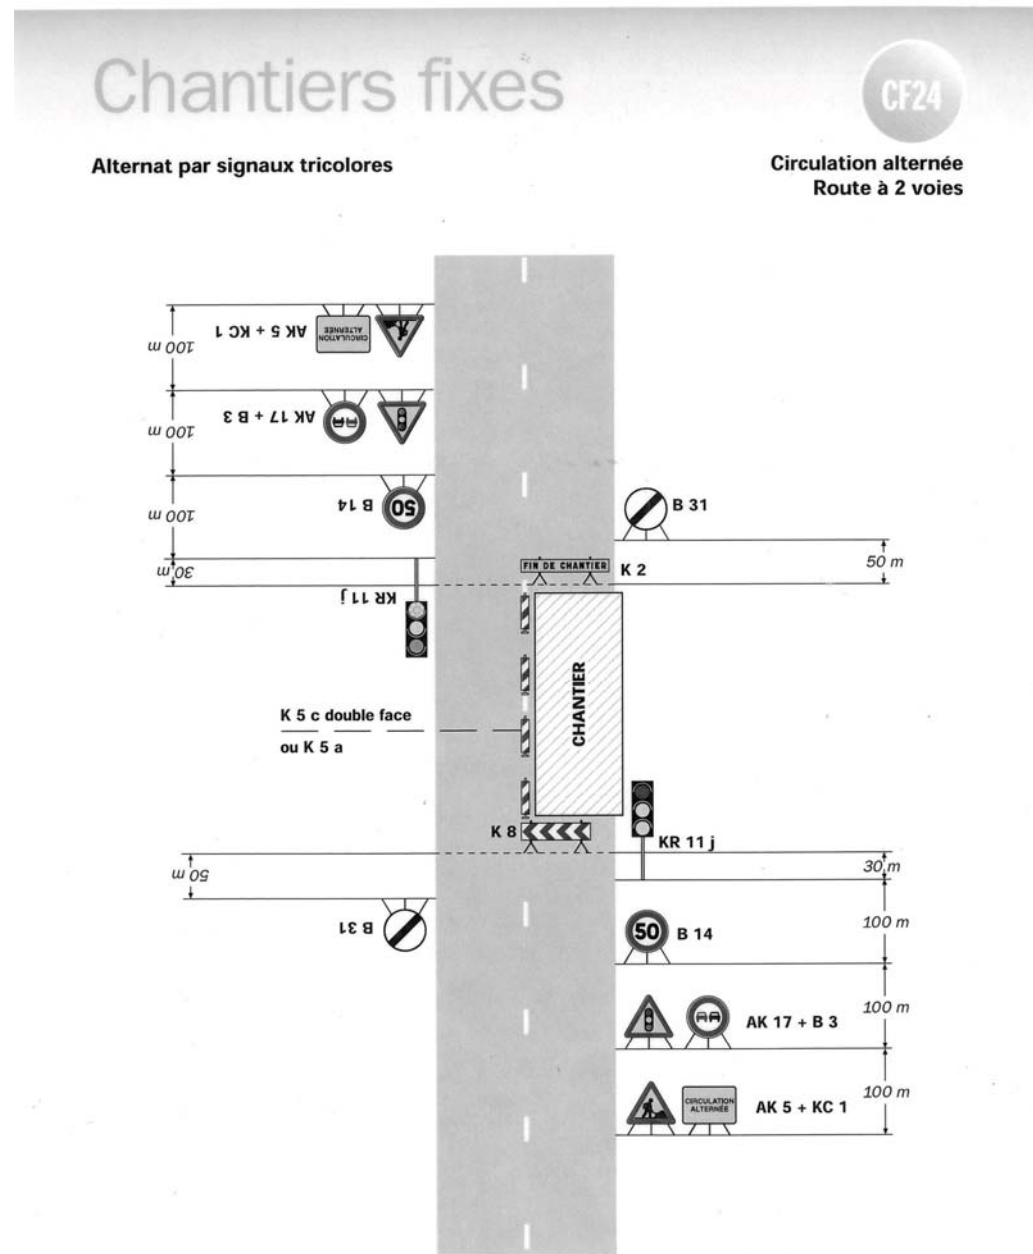 Chantiers fixes
CF24
Alternat par signaux tricolores
Circulation alternée
Route à 2 voies
100 m
AK 5 + KC 1
CIRCULATION
ALTERNÉE
100 m
AK 17 + B 3
100 m
B 14
50
30 m
KR 11 j
B 31
50 m
FIN DE CHANTIER
K 2
CHANTIER
K 5 c double face
ou K 5 a
K 8
KR 11 j
30 m
50 m
B 31
50
B 14
100 m
AK 17 + B 3
100 m
CIRCULATION
ALTERNÉE
AK 5 + KC 1
100 m